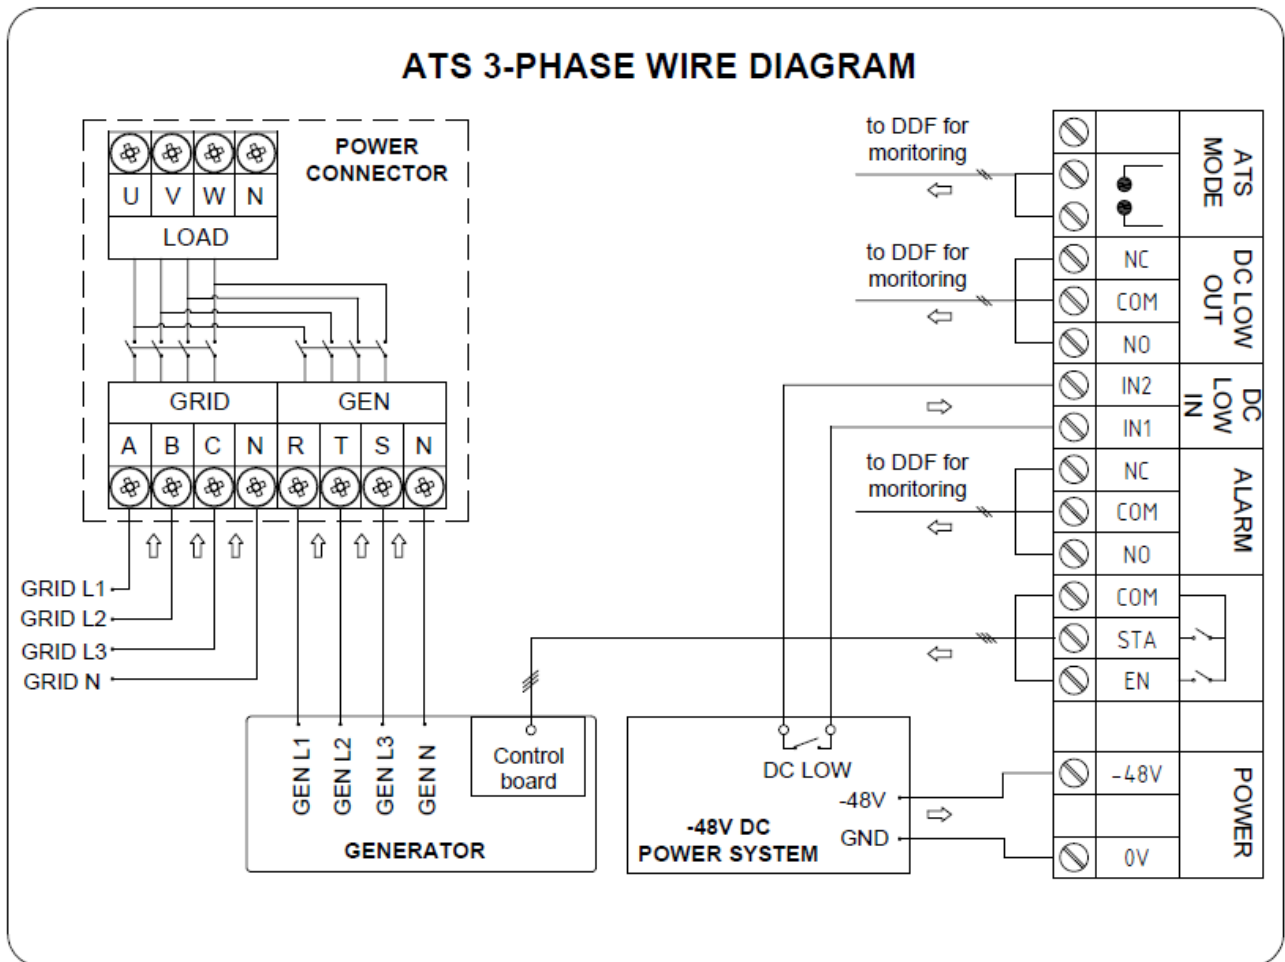 ATS 3-PHASE WIRE DIAGRAM
POWER
CONNECTOR
U V W N
LOAD
GRID GEN
A B C N R T S N
GRID L1
GRID L2
GRID L3
GRID N
GEN L1
GEN L2
GEN L3
GEN N
Control
board
GENERATOR
DC LOW
-48V
GND
-48V DC
POWER SYSTEM
to DDF for
moritoring
to DDF for
moritoring
to DDF for
moritoring
ATS
MODE
NC
COM
NO
DC LOW
OUT
IN2
IN1
DC
LOW
IN
NC
COM
NO
ALARM
COM
STA
EN
-48V
0V
POWER